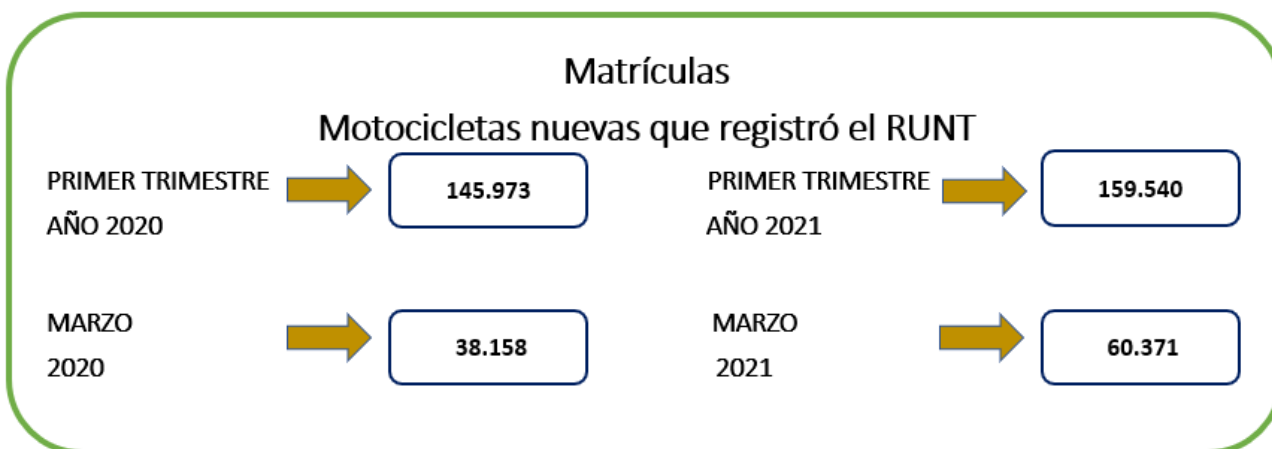 Matrículas
Motocicletas nuevas que registró el RUNT
PRIMER TRIMESTRE
AÑO 2020
145.973
PRIMER TRIMESTRE
AÑO 2021
159.540
MARZO
2020
38.158
MARZO
2021
60.371